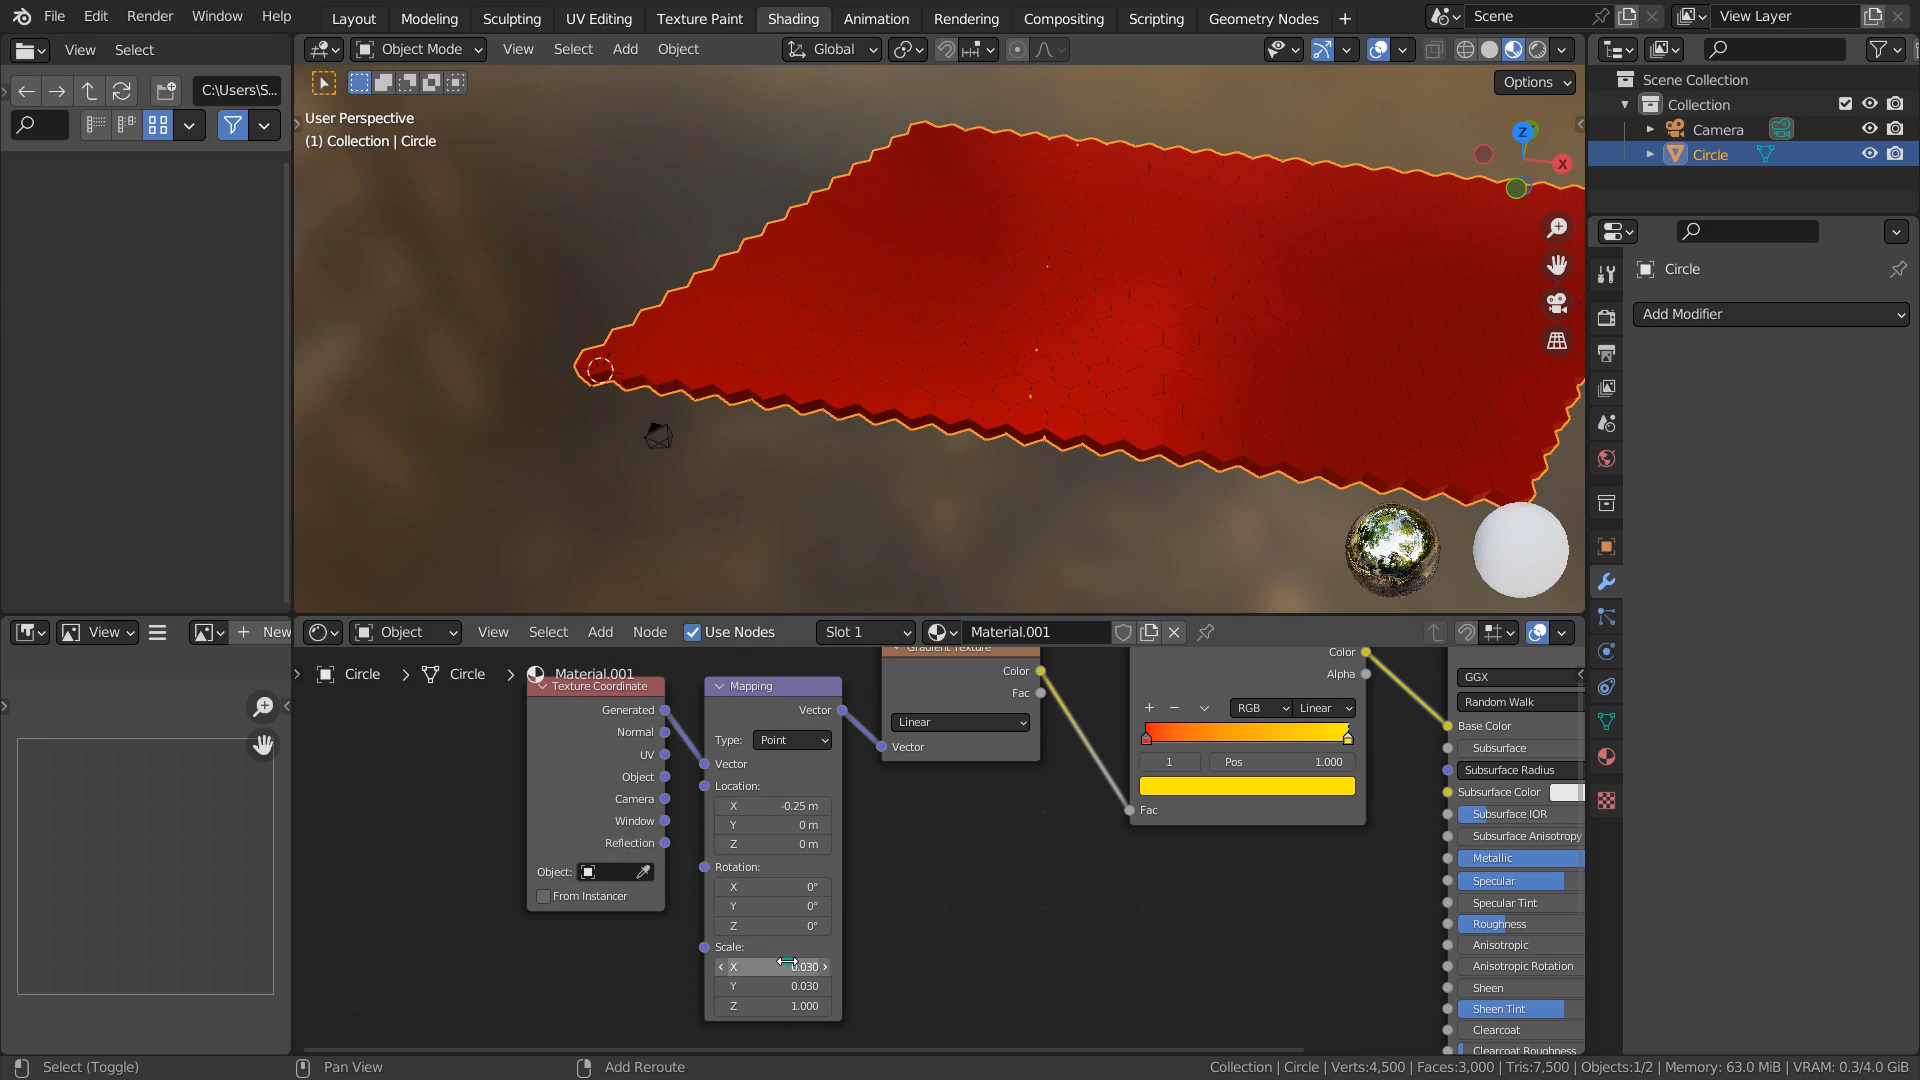 File Edit Render Window Help Layout Modeling Sculpting UV Editing Texture Paint Shading Animation Rendering Compositing Scripting Geometry Nodes + Scene View Layer
View Select Object Mode View Select Add Object Global
C:\Users\S...
Options
User Perspective
(1) Collection | Circle
Z
X
Scene Collection
Collection
Camera
Circle
Circle
Add Modifier
View New
Object View Select Add Node Use Nodes Slot 1 Material.001
Circle > Circle > Material.001
Texture Coordinate
Generated
Normal
UV
Object
Camera
Window
Reflection
Object:
From Instancer
Mapping
Vector
Type: Point
Vector
Location:
X -0.25 m
Y 0 m
Z 0 m
Rotation:
X 0°
Y 0°
Z 0°
Scale:
X 0.030
Y 0.030
Z 1.000
Gradient Texture
Color
Fac
Linear
Vector
Color
Alpha
RGB Linear
1 Pos 1.000
Fac
GGX
Random Walk
Base Color
Subsurface
Subsurface Radius
Subsurface Color
Subsurface IOR
Subsurface Anisotropy
Metallic
Specular
Specular Tint
Roughness
Anisotropic
Anisotropic Rotation
Sheen
Sheen Tint
Clearcoat
Clearcoat Roughness
Select (Toggle) Pan View Add Reroute Collection | Circle | Verts:4,500 | Faces:3,000 | Tris:7,500 | Objects:1/2 | Memory: 63.0 MiB | VRAM: 0.3/4.0 GiB